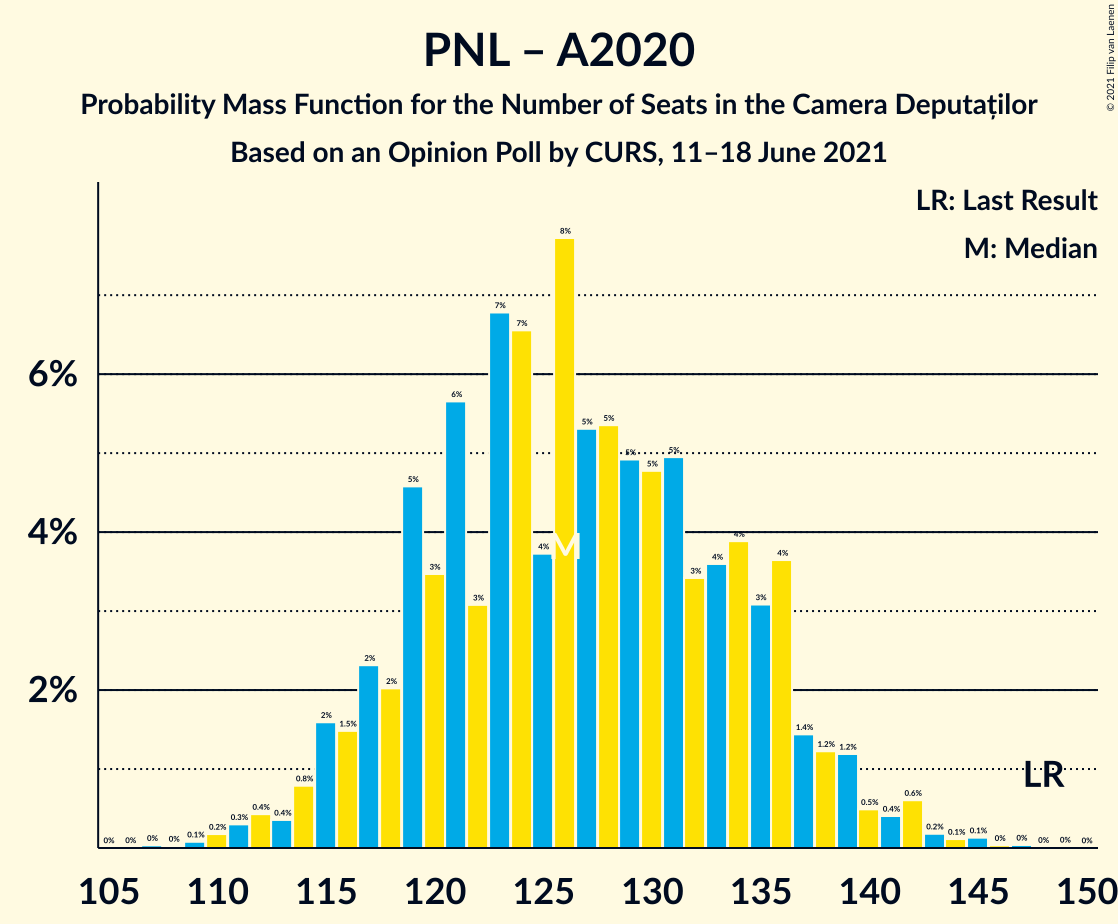 PNL – A2020
Probability Mass Function for the Number of Seats in the Camera Deputaților
Based on an Opinion Poll by CURS, 11–18 June 2021
© 2021 Filip van Laenen
LR: Last Result
M: Median
6%
4%
2%
0% 0% 0% 0% 0.1% 0.2% 0.3% 0.4% 0.4% 0.8% 2% 1.5% 2% 2% 5% 3% 6% 3% 7% 7% 4% 8% 5% 5% 5% 5% 5% 3% 4% 4% 3% 4% 1.4% 1.2% 1.2% 0.5% 0.4% 0.6% 0.2% 0.1% 0.1% 0% 0% 0% 0% 0%
M
LR
105 110 115 120 125 130 135 140 145 150